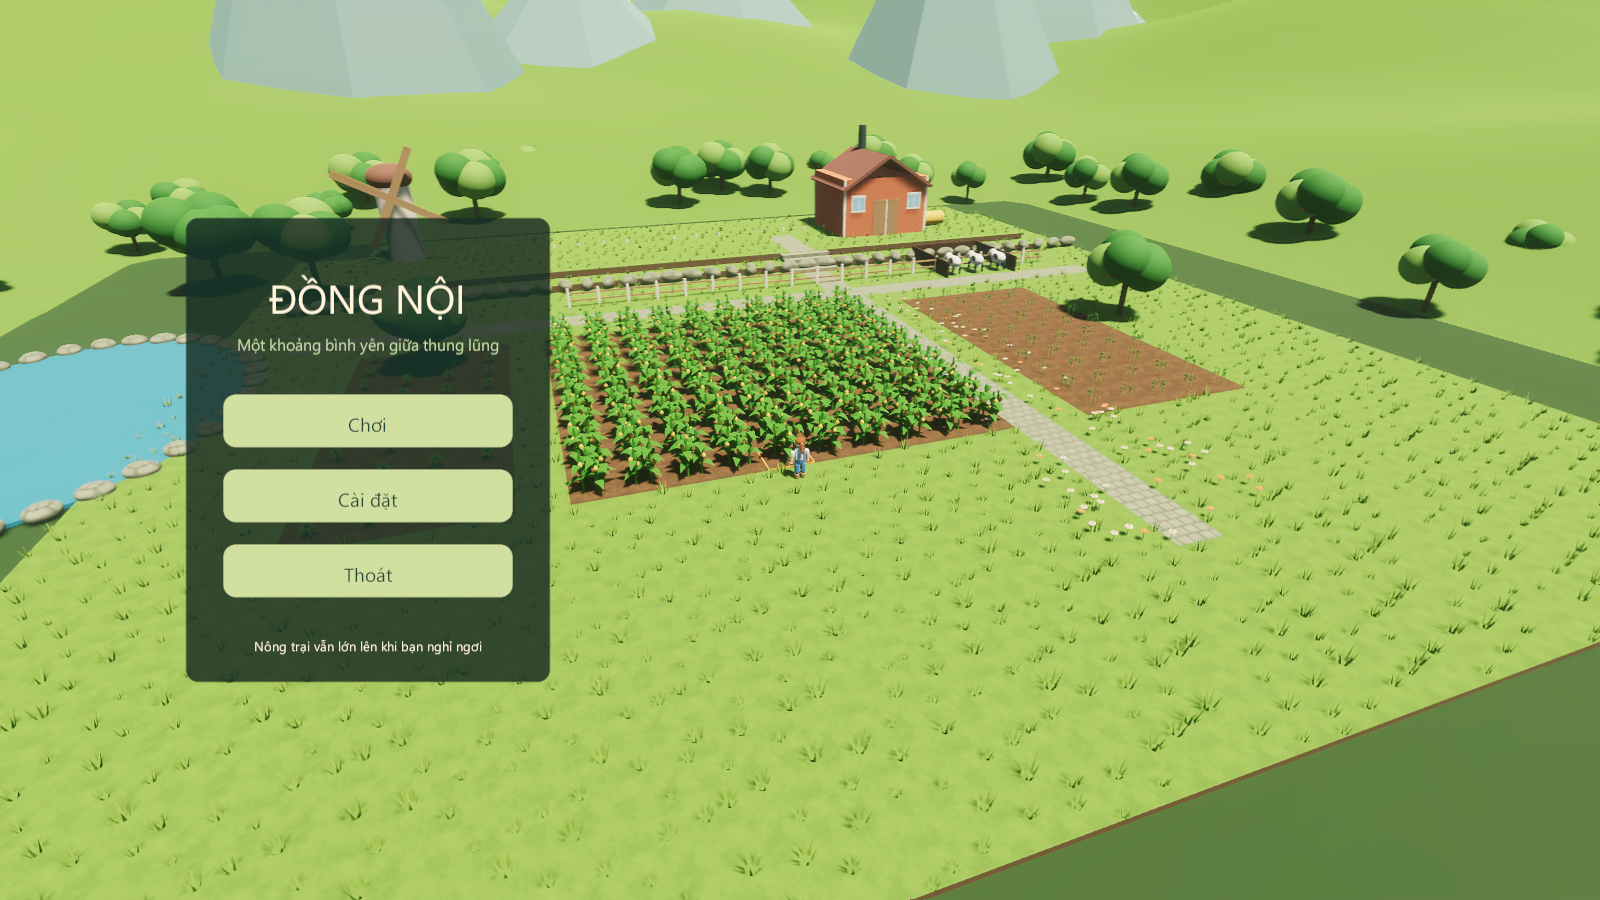 ĐỒNG NỘI
Một khoảng bình yên giữa thung lũng
Chơi
Cài đặt
Thoát
Nông trại vẫn lớn lên khi bạn nghỉ ngơi